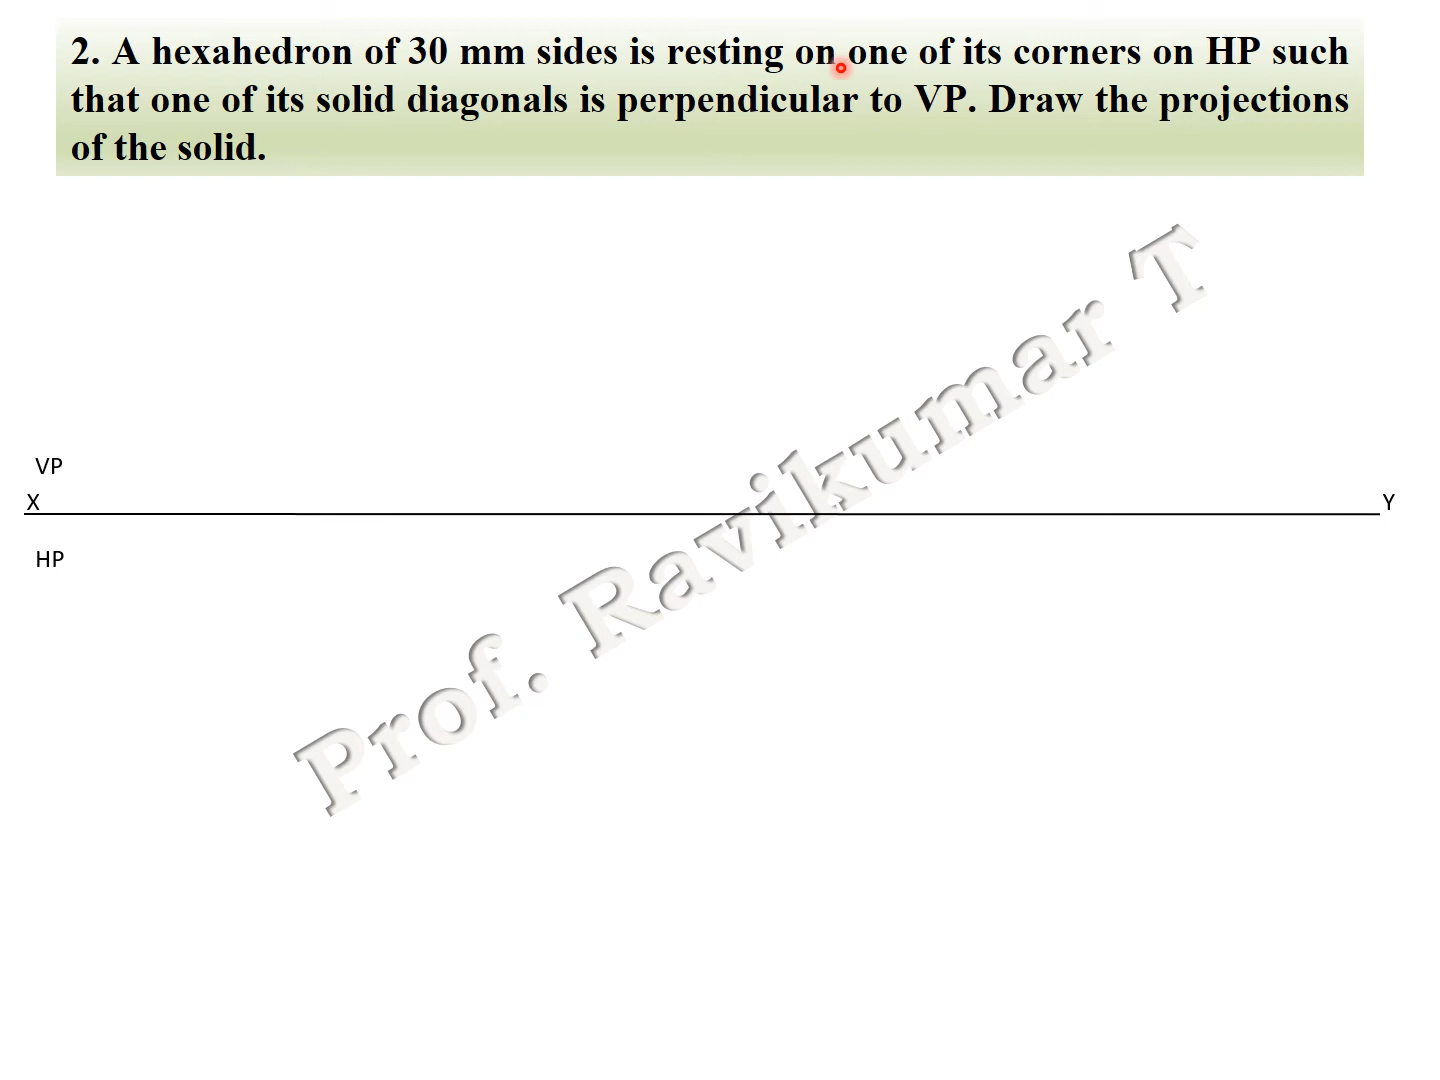 2. A hexahedron of 30 mm sides is resting on one of its corners on HP such
that one of its solid diagonals is perpendicular to VP. Draw the projections
of the solid.
Prof. Ravikumar T
VP
X
Y
HP